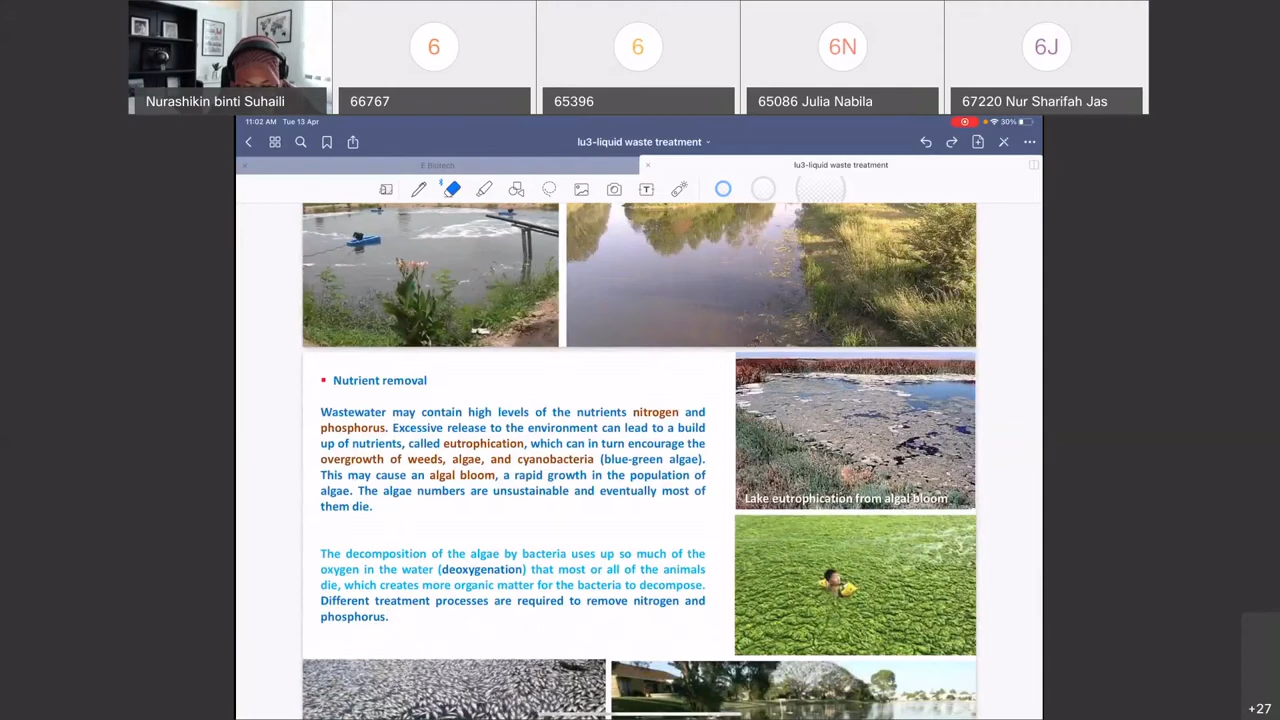 6
6
6N
6J
Nurashikin binti Suhaili
66767
65396
65086 Julia Nabila
67220 Nur Sharifah Jas
11:02 AM Tue 13 Apr
30%
lu3-liquid waste treatment
E Biotech
lu3-liquid waste treatment
Nutrient removal
Wastewater may contain high levels of the nutrients nitrogen and
phosphorus. Excessive release to the environment can lead to a build
up of nutrients, called eutrophication, which can in turn encourage the
overgrowth of weeds, algae, and cyanobacteria (blue-green algae).
This may cause an algal bloom, a rapid growth in the population of
algae. The algae numbers are unsustainable and eventually most of
them die.
Lake eutrophication from algal bloom
The decomposition of the algae by bacteria uses up so much of the
oxygen in the water (deoxygenation) that most or all of the animals
die, which creates more organic matter for the bacteria to decompose.
Different treatment processes are required to remove nitrogen and
phosphorus.
+27